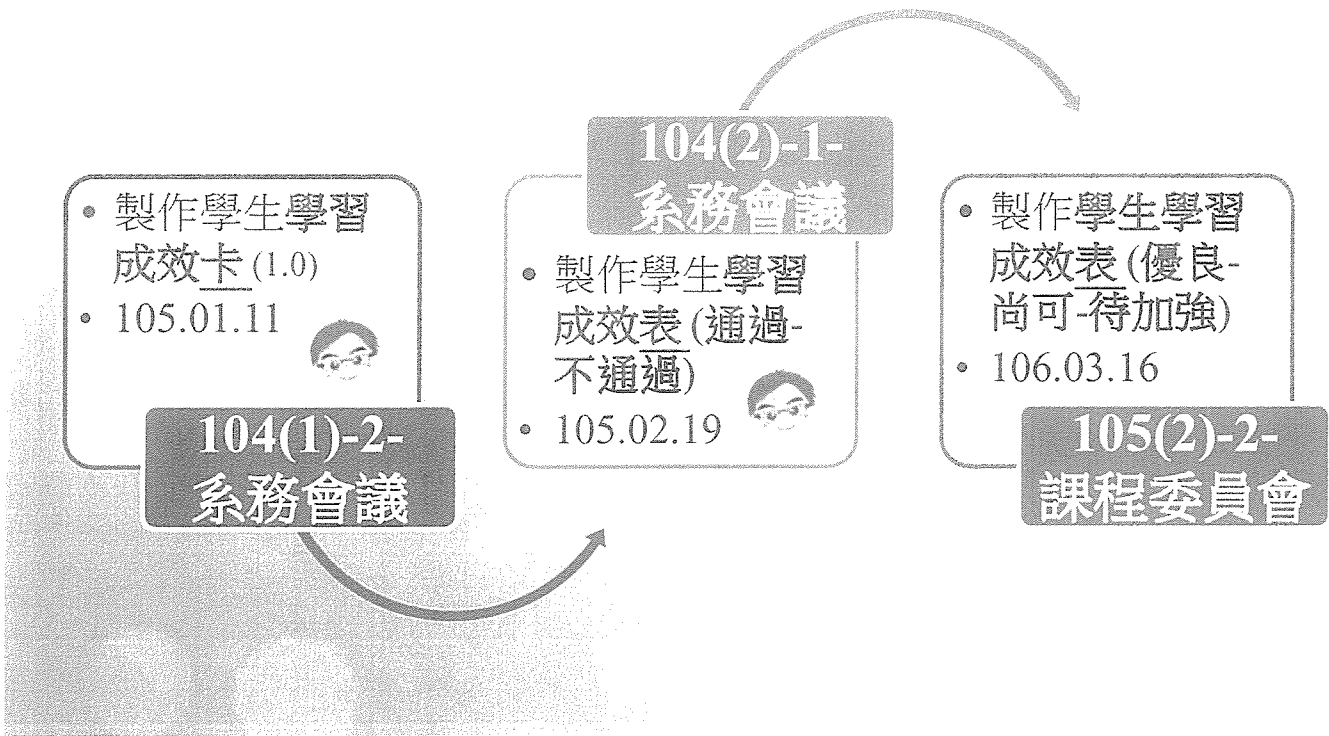 • 製作學生學習
成效卡 (1.0)
• 105.01.11
104(1)-2-
系務會議
104(2)-1-
系務會議
• 製作學生學習
成效表 (通過-
不通過)
• 105.02.19
• 製作學生學習
成效表 (優良-
尚可-待加強)
• 106.03.16
105(2)-2-
課程委員會